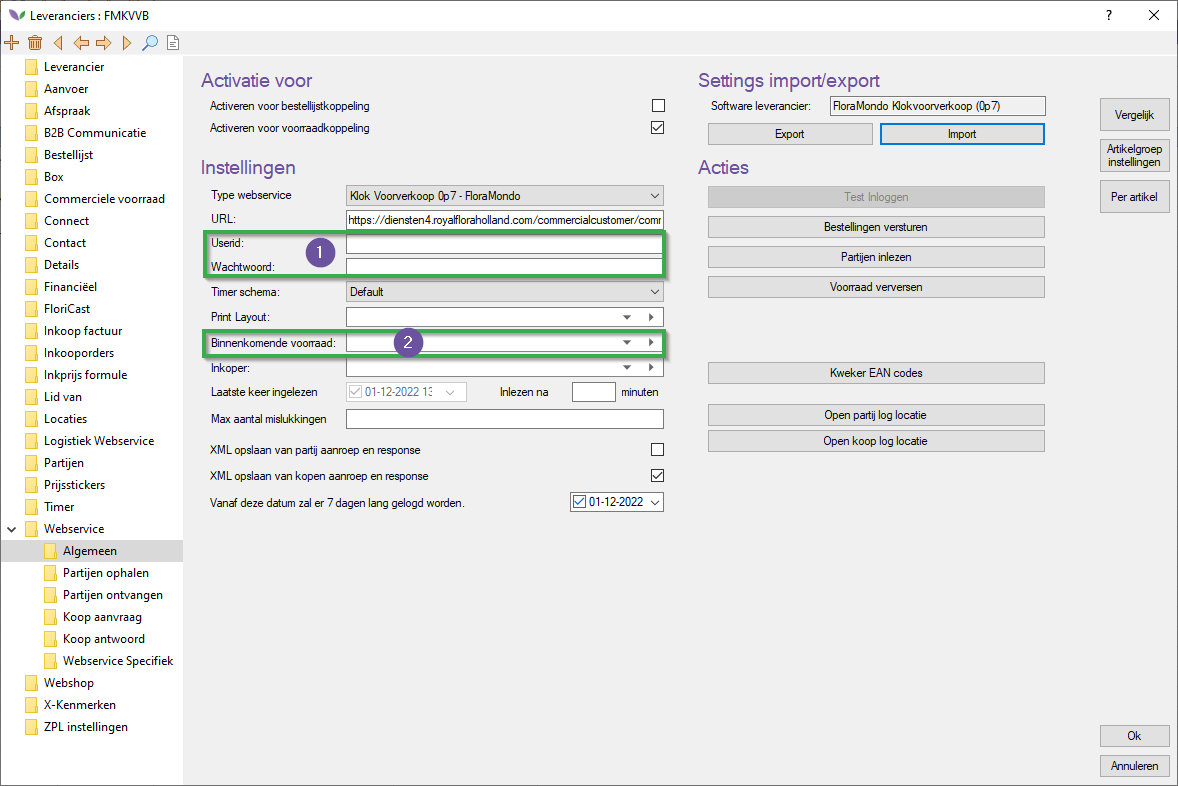 Leveranciers : FMKVVB
?
Leverancier
Aanvoer
Afspraak
B2B Communicatie
Bestellijst
Box
Commerciele voorraad
Connect
Contact
Details
Financiëel
FloriCast
Inkoop factuur
Inkooporders
Inkprijs formule
Lid van
Locaties
Logistiek Webservice
Partijen
Prijsstickers
Timer
Webservice
Algemeen
Partijen ophalen
Partijen ontvangen
Koop aanvraag
Koop antwoord
Webservice Specifiek
Webshop
X-Kenmerken
ZPL instellingen
Activatie voor
Activeren voor bestellijstkoppeling
Activeren voor voorraadkoppeling
Instellingen
Type webservice Klok Voorverkoop 0p7 - FloraMondo
URL: https://diensten4.royalfloraholland.com/commercialcustomer/comm
Userid:
1
Wachtwoord:
Timer schema: Default
Print Layout:
Binnenkomende voorraad: 2
Inkoper:
Laatste keer ingelezen 01-12-2022 13 Inlezen na minuten
Max aantal mislukkingen
XML opslaan van partij aanroep en response
XML opslaan van kopen aanroep en response
Vanaf deze datum zal er 7 dagen lang gelogd worden. 01-12-2022
Settings import/export
Software leverancier: FloraMondo Klokvoorverkoop (0p7)
Export Import
Acties
Test Inloggen
Bestellingen versturen
Partijen inlezen
Voorraad verversen
Kweker EAN codes
Open partij log locatie
Open koop log locatie
Vergelijk
Artikelgroep
instellingen
Per artikel
Ok
Annuleren